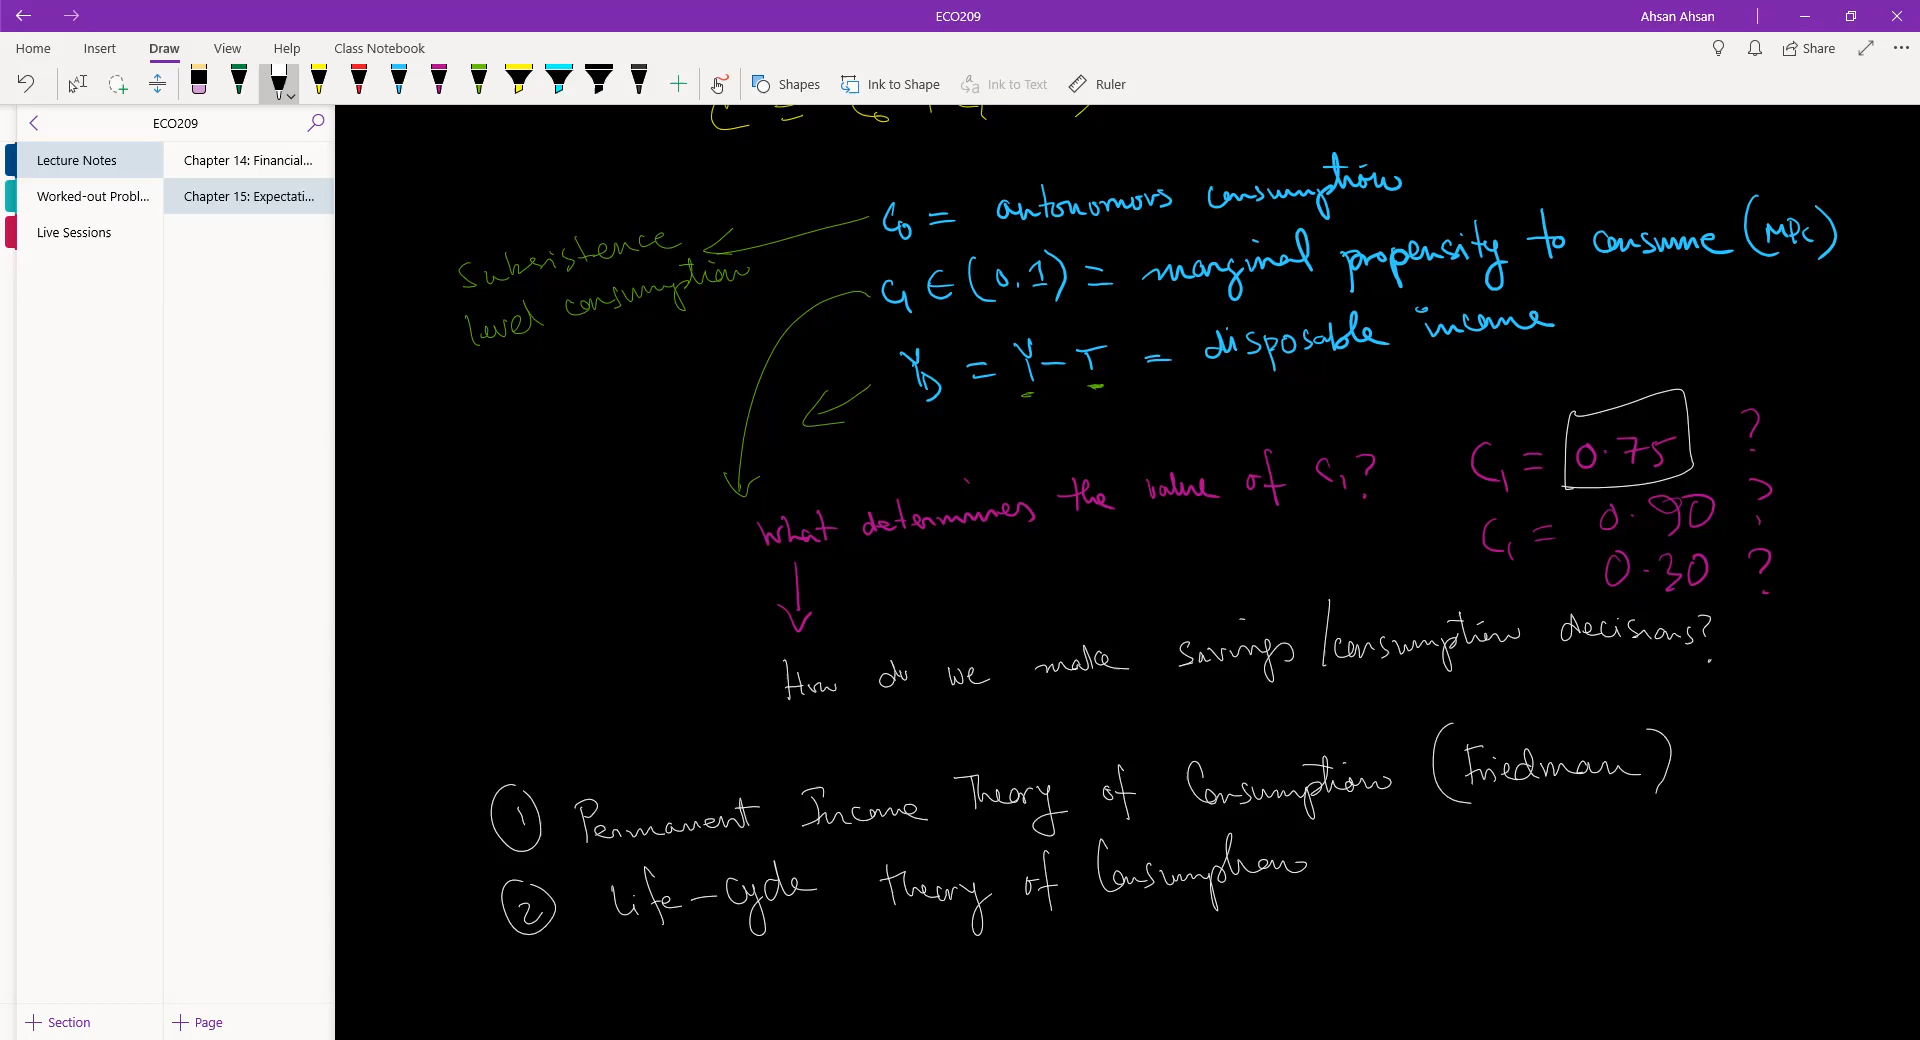 ECO209
Ahsan Ahsan
Home Insert Draw View Help Class Notebook
Share
Shapes Ink to Shape Ink to Text Ruler
ECO209
Lecture Notes
Worked-out Probl...
Live Sessions
Chapter 14: Financial...
Chapter 15: Expectati...
C0 = autonomous consumption
Subsistence
level consumption
C1 ∈ (0,1) = marginal propensity to consume (MPC)
YD = Y - T = disposable income
What determines the value of C1?
C1 = 0.75 ?
C1 = 0.90 ?
0.30 ?
How do we make savings/consumption decisions?
1 Permanent Income Theory of Consumption (Friedman)
2 Life-cycle theory of Consumption
+ Section
+ Page